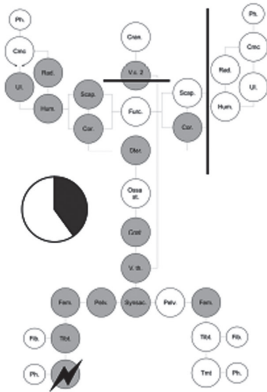 Ph.
Ph.
Cmc
Cran.
Cmc
Rad.
V.c. 2
Rad.
Ul.
Ul.
Scap.
Scap.
Hum.
Furc.
Hum.
Cor.
Cor.
Ster.
Osse
st.
Cost
V. th.
Fem.
Pelv.
Synsac.
Pelv.
Fem.
Fib.
Tibt.
Tibt.
Fib.
Ph.
Tmt
Ph.